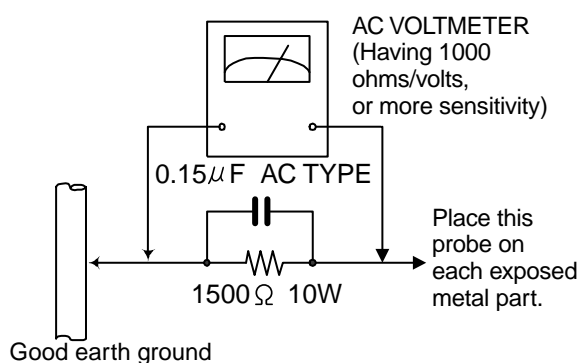 AC VOLTMETER
(Having 1000
ohms/volts,
or more sensitivity)
0.15μF AC TYPE
Place this
probe on
each exposed
metal part.
1500Ω 10W
Good earth ground